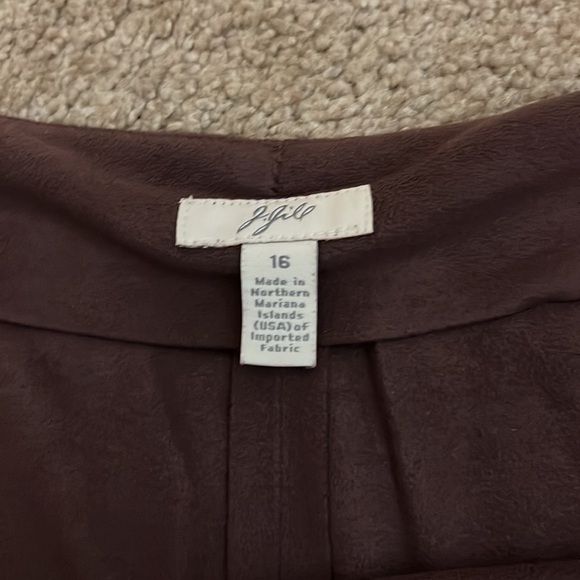 J.Jill
16
Made in
Northern
Mariana
Islands
(USA) of
Imported
Fabric